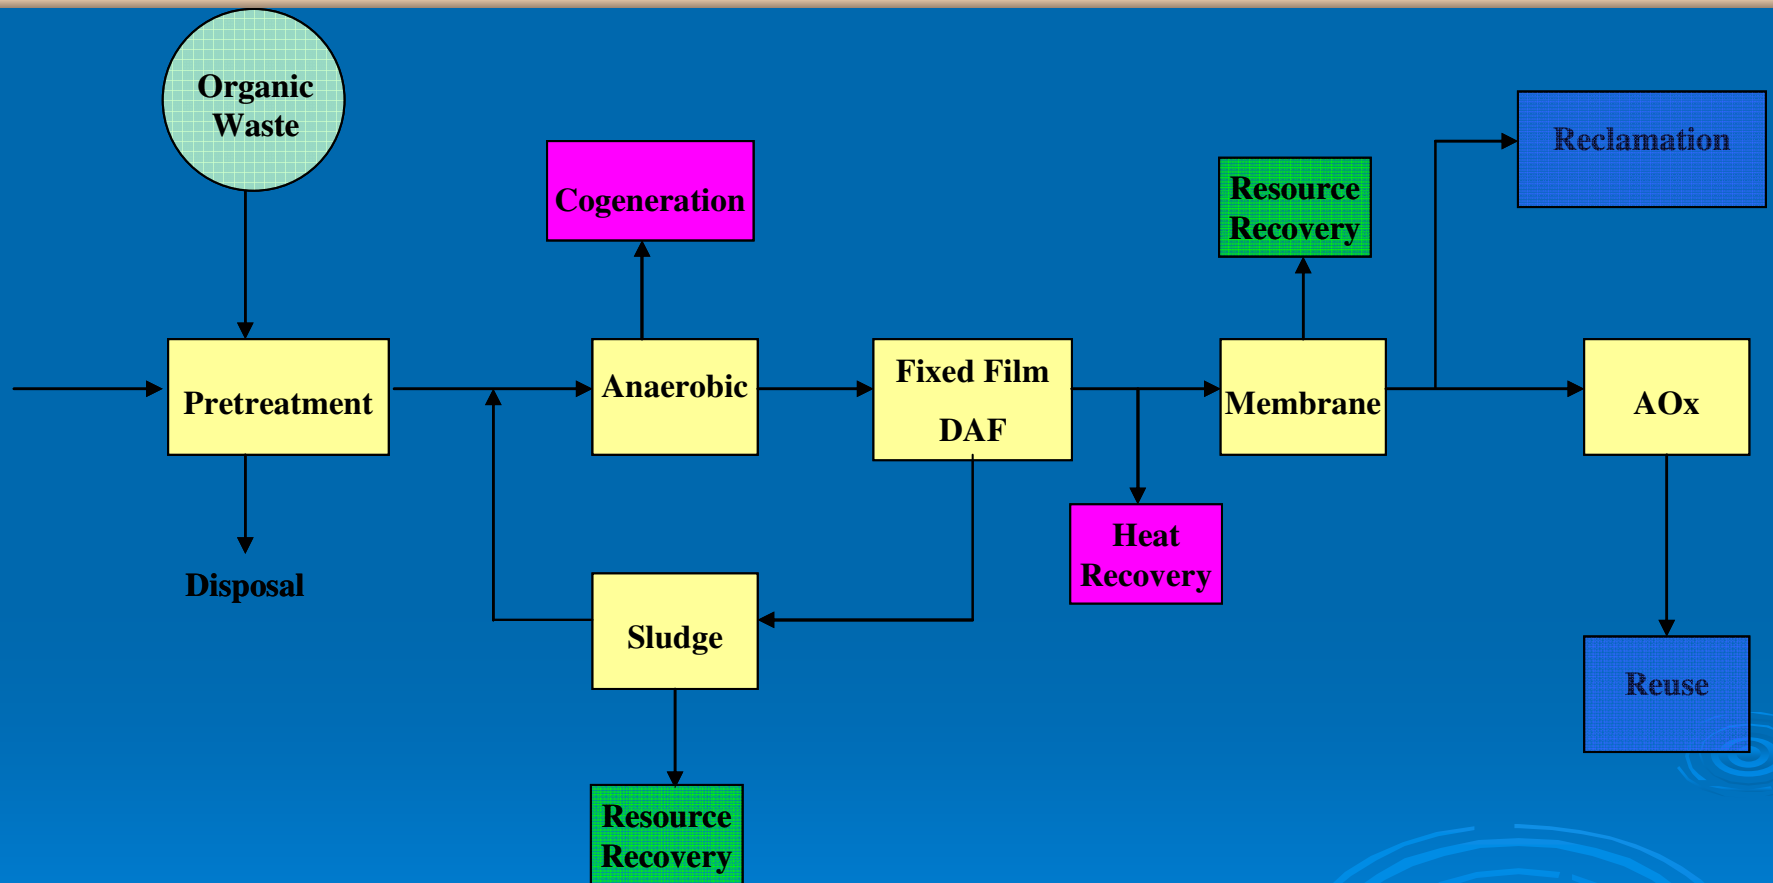 Organic
Waste
Cogeneration
Resource
Recovery
Reclamation
Pretreatment
Anaerobic
Fixed Film
DAF
Membrane
AOx
Disposal
Sludge
Heat
Recovery
Reuse
Resource
Recovery